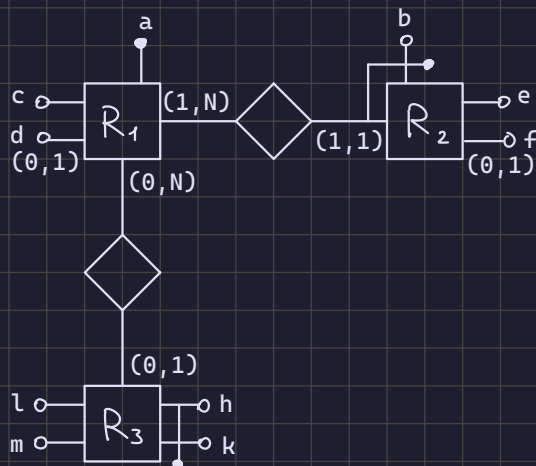 a
b
c
d
(0,1)
R1
(1,N)
(1,1)
R2
e
f
(0,1)
(0,N)
(0,1)
l
m
R3
h
k